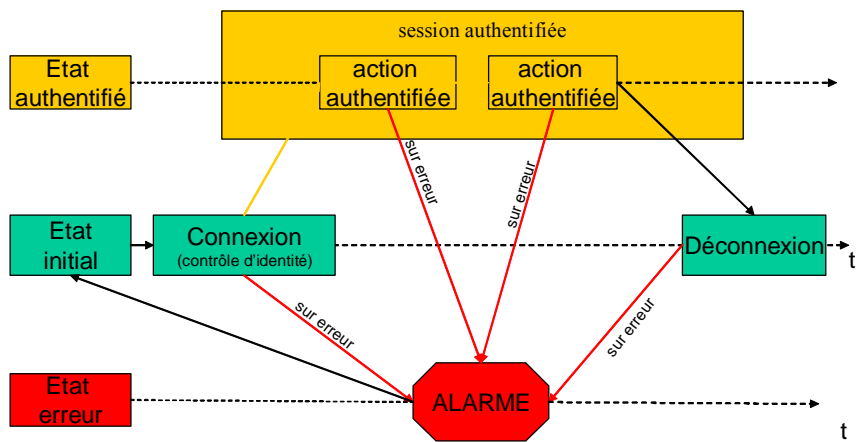 session authentifiée
Etat
authentifié
action
authentifiée
action
authentifiée
sur erreur
sur erreur
Etat
initial
Connexion
(contrôle d'identité)
Déconnexion
t
sur erreur
sur erreur
Etat
erreur
ALARME
t